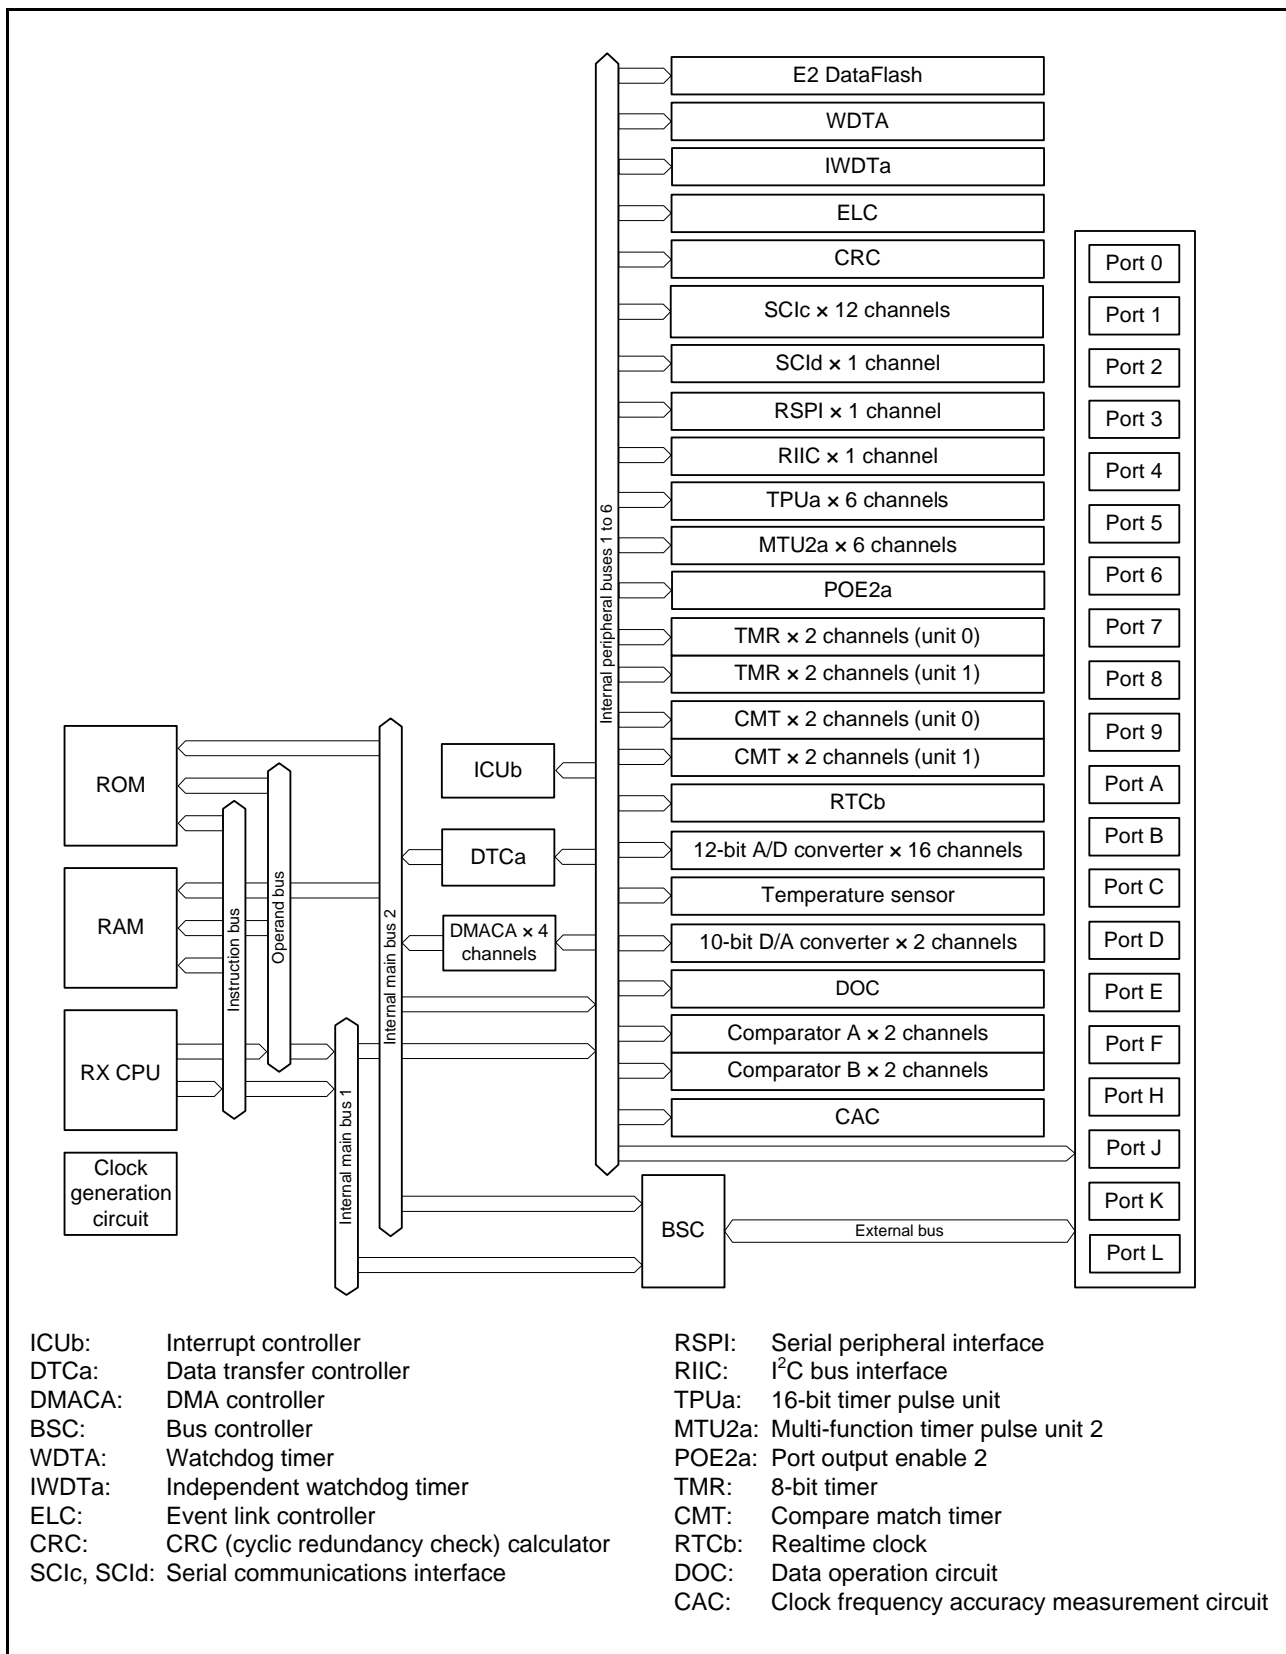 E2 DataFlash
WDTA
IWDTa
ELC
CRC
SCIc × 12 channels
SCId × 1 channel
RSPI × 1 channel
RIIC × 1 channel
TPUa × 6 channels
MTU2a × 6 channels
POE2a
TMR × 2 channels (unit 0)
TMR × 2 channels (unit 1)
CMT × 2 channels (unit 0)
CMT × 2 channels (unit 1)
RTCb
12-bit A/D converter × 16 channels
Temperature sensor
10-bit D/A converter × 2 channels
DOC
Comparator A × 2 channels
Comparator B × 2 channels
CAC
Port 0
Port 1
Port 2
Port 3
Port 4
Port 5
Port 6
Port 7
Port 8
Port 9
Port A
Port B
Port C
Port D
Port E
Port F
Port H
Port J
Port K
Port L
Internal peripheral buses 1 to 6
ICUb
DTCa
DMACA × 4
channels
Internal main bus 2
Operand bus
Instruction bus
Internal main bus 1
ROM
RAM
RX CPU
Clock
generation
circuit
BSC
External bus
ICUb: Interrupt controller
DTCa: Data transfer controller
DMACA: DMA controller
BSC: Bus controller
WDTA: Watchdog timer
IWDTa: Independent watchdog timer
ELC: Event link controller
CRC: CRC (cyclic redundancy check) calculator
SCIc, SCId: Serial communications interface
RSPI: Serial peripheral interface
RIIC: I²C bus interface
TPUa: 16-bit timer pulse unit
MTU2a: Multi-function timer pulse unit 2
POE2a: Port output enable 2
TMR: 8-bit timer
CMT: Compare match timer
RTCb: Realtime clock
DOC: Data operation circuit
CAC: Clock frequency accuracy measurement circuit